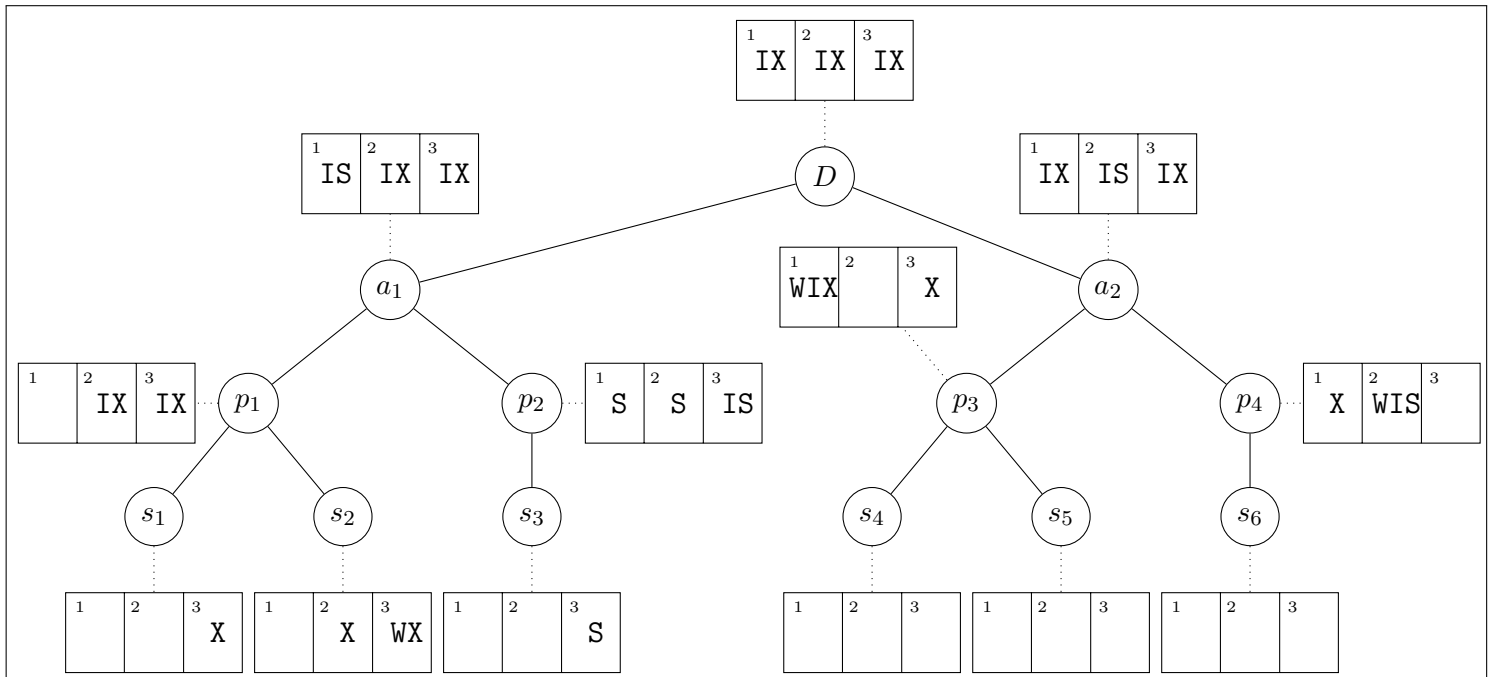 1 IX 2 IX 3 IX
D
1 IS 2 IX 3 IX
1 IX 2 IS 3 IX
a1
1 WIX 2 3 X
a2
1 2 IX 3 IX
p1
p2
1 S 2 S 3 IS
p3
p4
1 X 2 WIS 3
s1
s2
s3
s4
s5
s6
1 2 3 X
1 2 X 3 WX
1 2 3 S
1 2 3
1 2 3
1 2 3